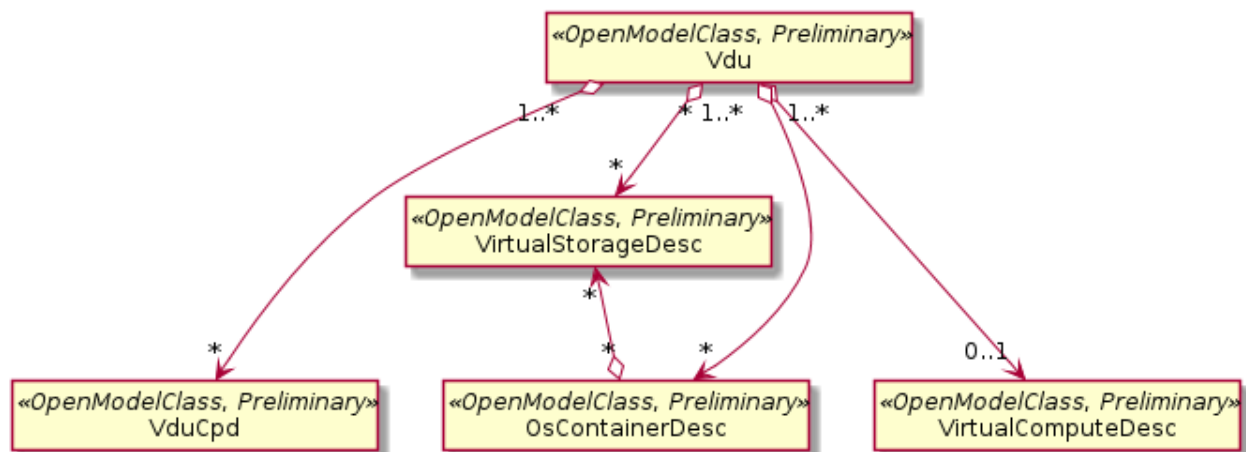 «OpenModelClass, Preliminary»
Vdu
1..*
* 1..*
1..*
*
«OpenModelClass, Preliminary»
VirtualStorageDesc
*
*
*
*
0..1
«OpenModelClass, Preliminary»
VduCpd
«OpenModelClass, Preliminary»
OsContainerDesc
«OpenModelClass, Preliminary»
VirtualComputeDesc